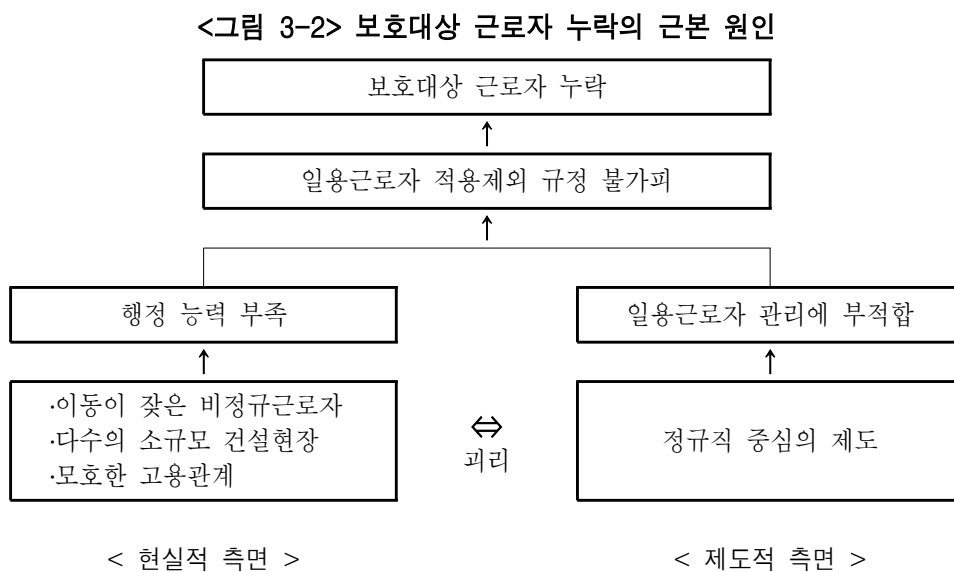 <그림 3-2> 보호대상 근로자 누락의 근본 원인
보호대상 근로자 누락
↑
일용근로자 적용제외 규정 불가피
↑
행정 능력 부족
일용근로자 관리에 부적합
↑ ↑
·이동이 잦은 비정규근로자
·다수의 소규모 건설현장
·모호한 고용관계
⇔
괴리
정규직 중심의 제도
< 현실적 측면 >
< 제도적 측면 >